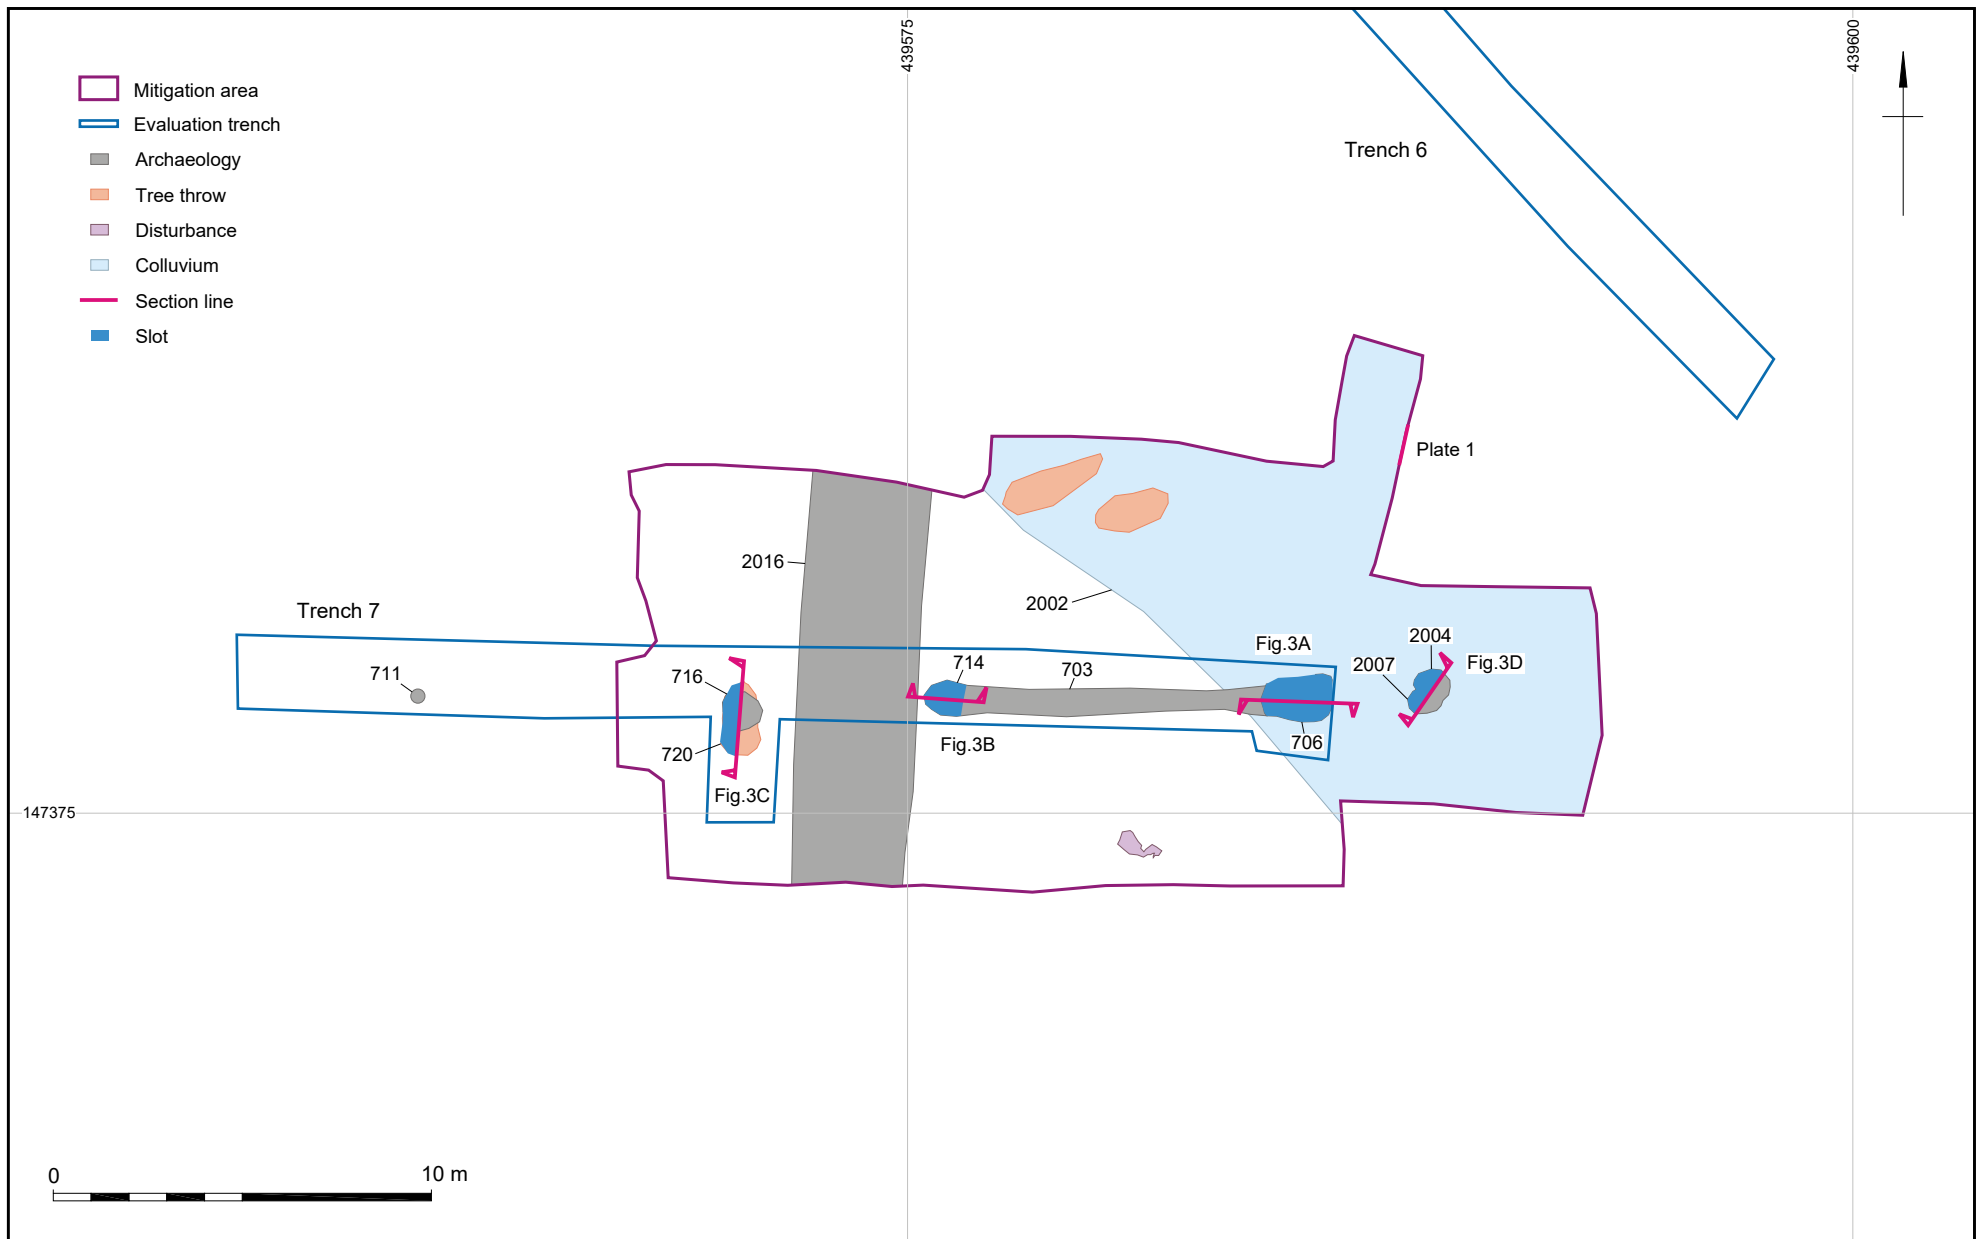 439575
439600
Mitigation area
Evaluation trench
Archaeology
Tree throw
Disturbance
Colluvium
Section line
Slot
Trench 6
Plate 1
2016
2002
Trench 7
711
716
714
703
Fig.3A
2004
2007
Fig.3D
720
Fig.3B
706
Fig.3C
147375
0
10 m